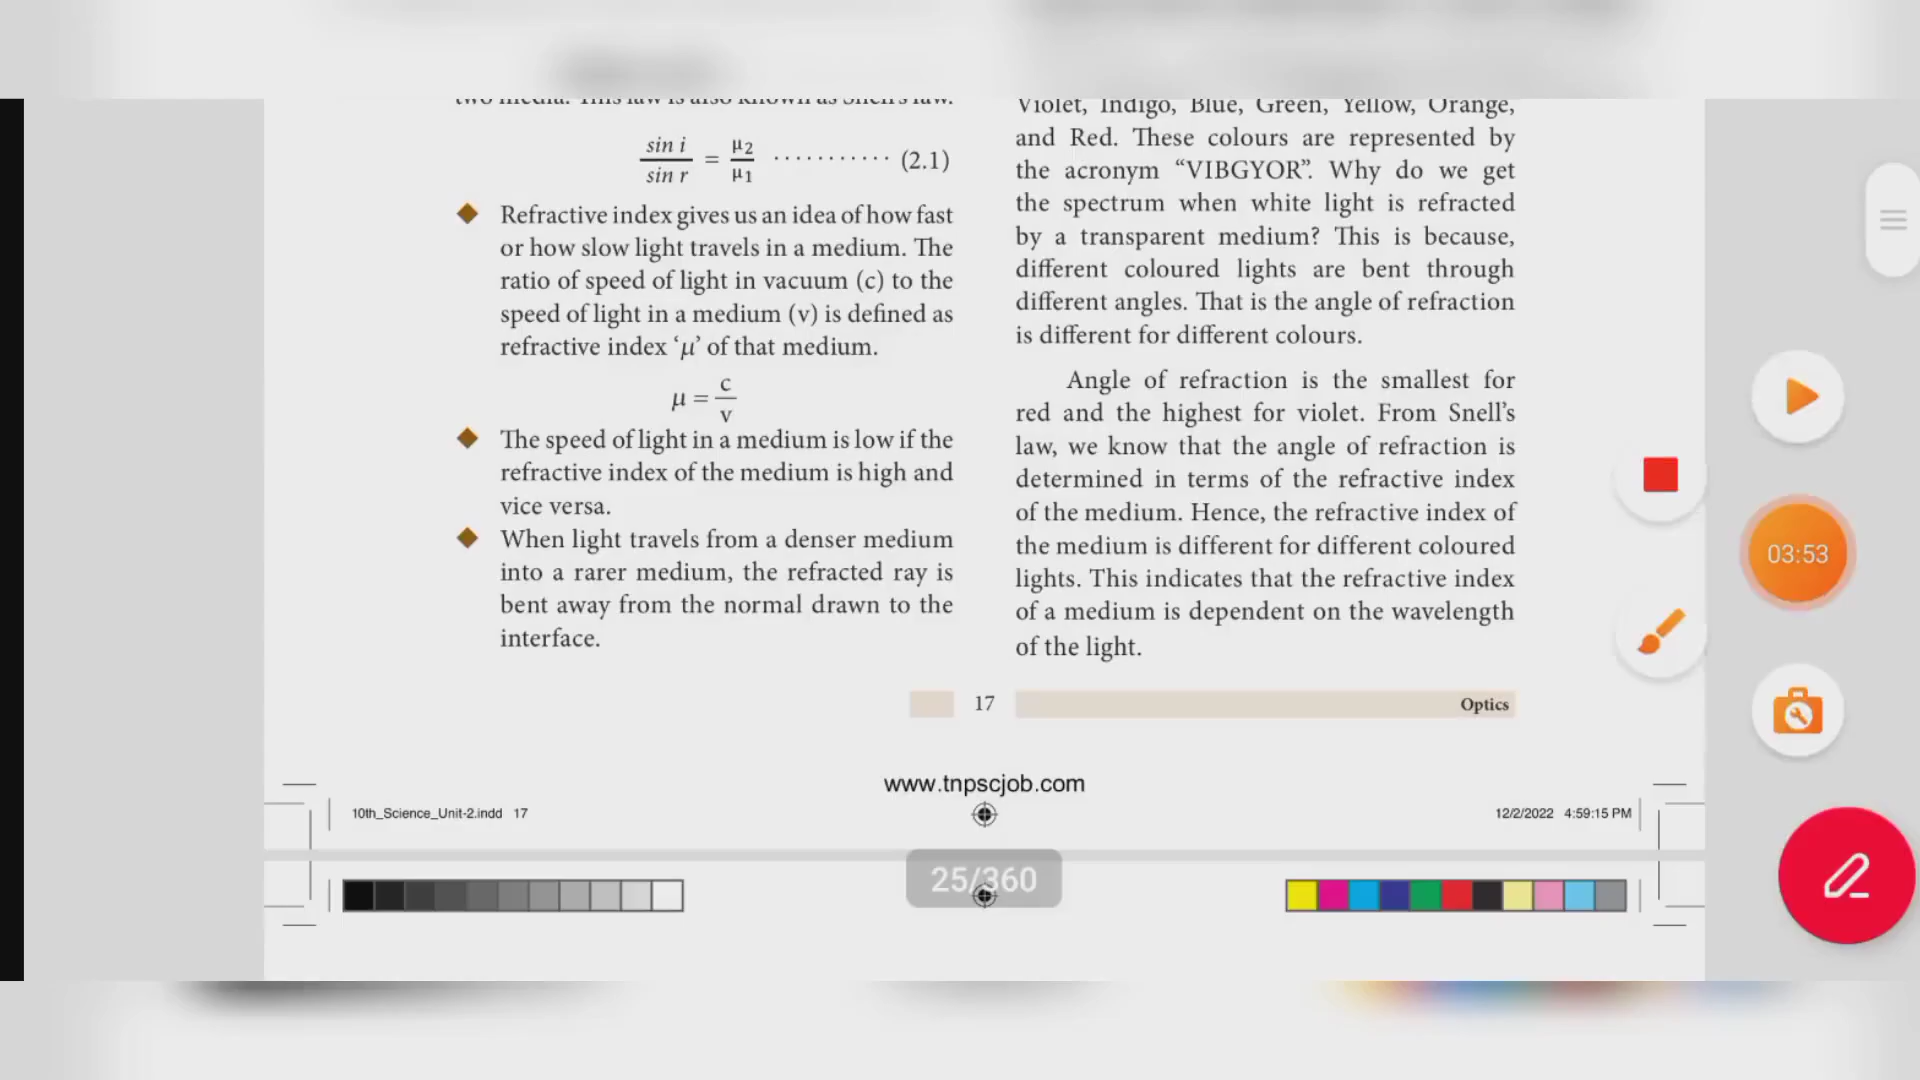 two media. This law is also known as Snell's law.
sin i / sin r = μ2 / μ1 ........... (2.1)
Refractive index gives us an idea of how fast
or how slow light travels in a medium. The
ratio of speed of light in vacuum (c) to the
speed of light in a medium (v) is defined as
refractive index ‘μ’ of that medium.
μ = c / v
The speed of light in a medium is low if the
refractive index of the medium is high and
vice versa.
When light travels from a denser medium
into a rarer medium, the refracted ray is
bent away from the normal drawn to the
interface.
Violet, Indigo, Blue, Green, Yellow, Orange,
and Red. These colours are represented by
the acronym “VIBGYOR”. Why do we get
the spectrum when white light is refracted
by a transparent medium? This is because,
different coloured lights are bent through
different angles. That is the angle of refraction
is different for different colours.
Angle of refraction is the smallest for
red and the highest for violet. From Snell’s
law, we know that the angle of refraction is
determined in terms of the refractive index
of the medium. Hence, the refractive index of
the medium is different for different coloured
lights. This indicates that the refractive index
of a medium is dependent on the wavelength
of the light.
17
Optics
www.tnpscjob.com
10th_Science_Unit-2.indd 17
12/2/2022 4:59:15 PM
25/360
03:53